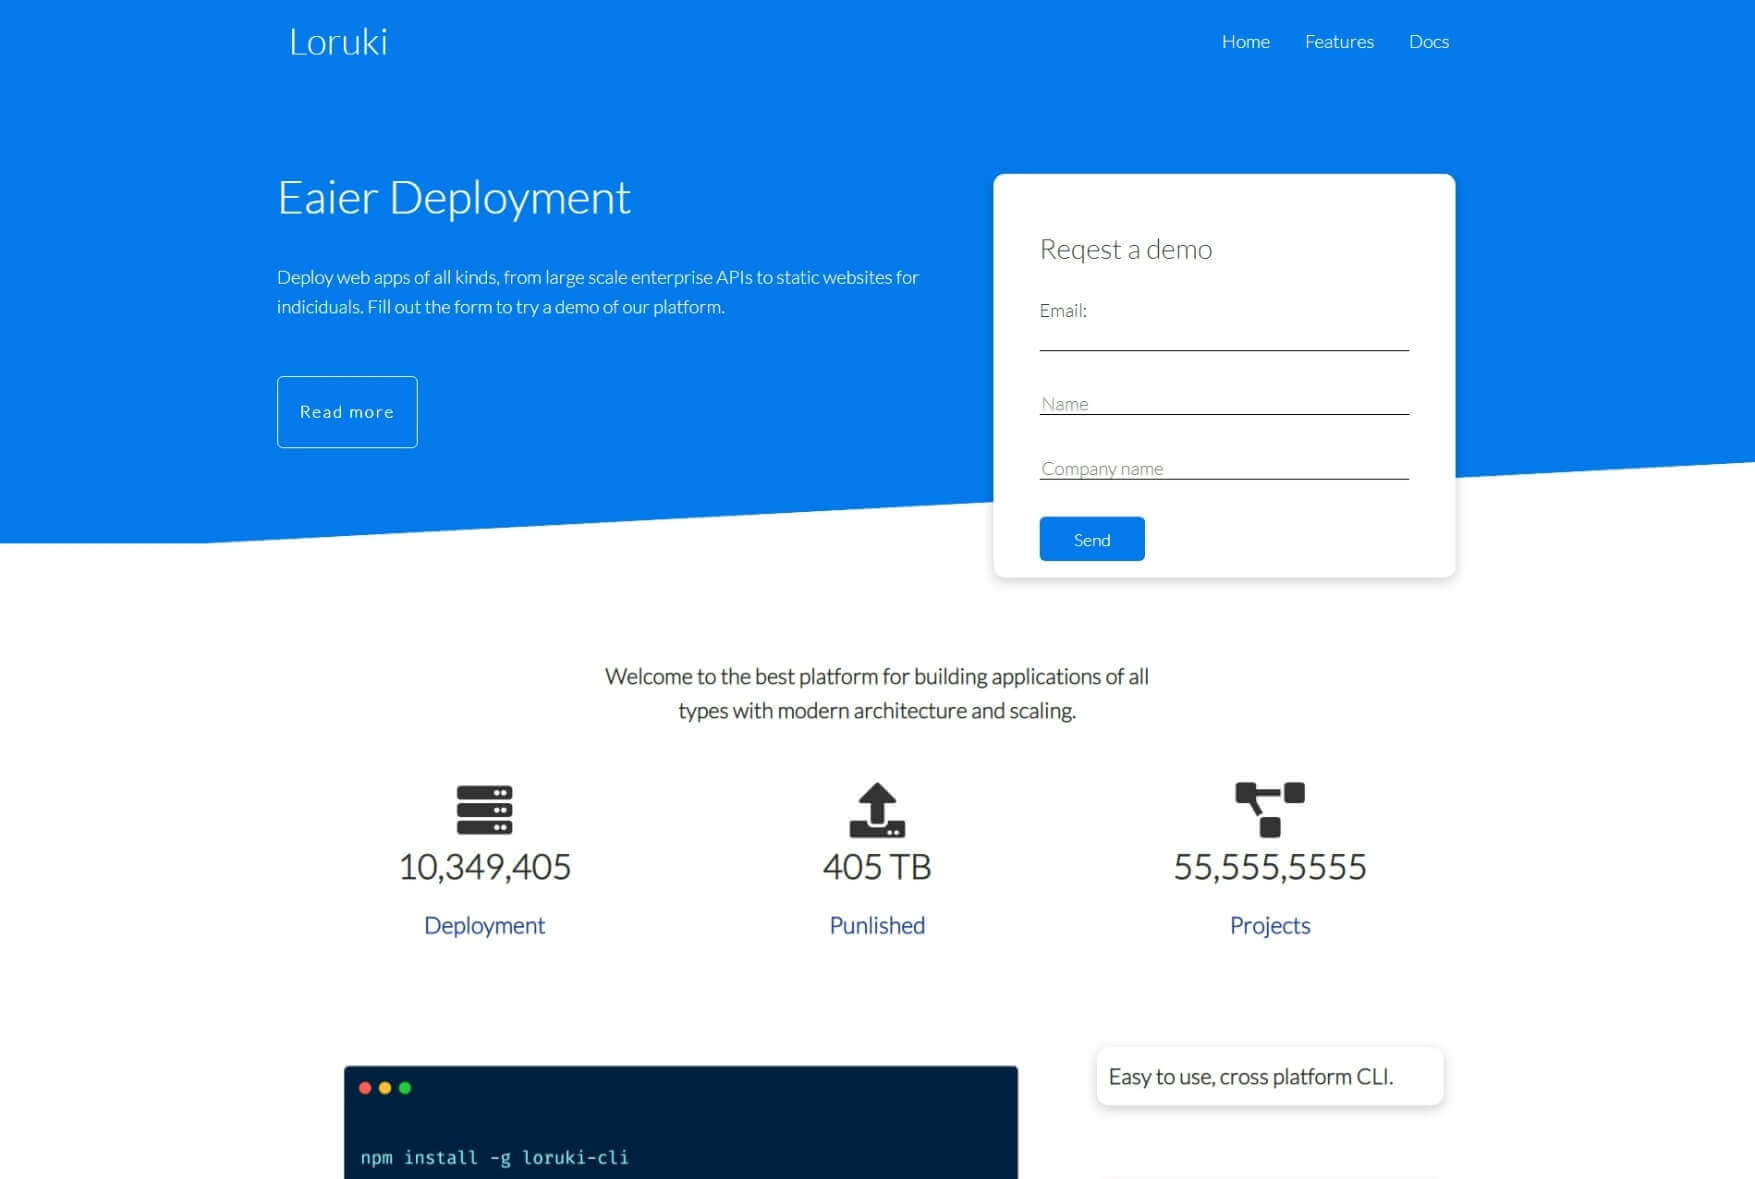 Loruki
Home Features Docs
Eaier Deployment
Deploy web apps of all kinds, from large scale enterprise APIs to static websites for
indiciduals. Fill out the form to try a demo of our platform.
Read more
Reqest a demo
Email:
Name
Company name
Send
Welcome to the best platform for building applications of all
types with modern architecture and scaling.
10,349,405
Deployment
405 TB
Punlished
55,555,5555
Projects
npm install -g loruki-cli
Easy to use, cross platform CLI.